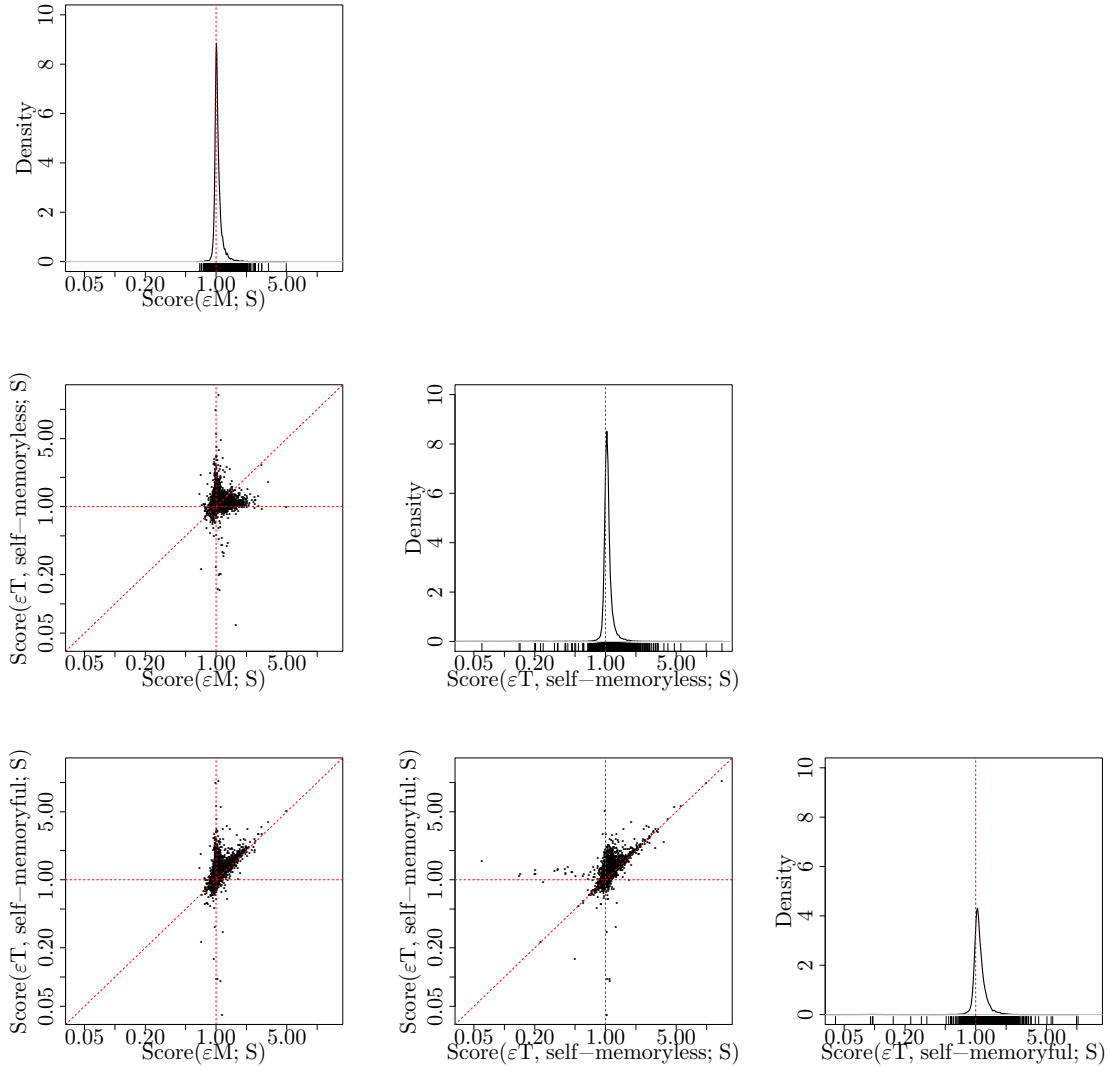 10
8
6
4
2
0
Density
0.05 0.20 1.00 5.00
Score(εM; S)
5.00
1.00
0.20
0.05
Score(εT, self−memoryless; S)
0.05 0.20 1.00 5.00
Score(εM; S)
10
8
6
4
2
0
Density
0.05 0.20 1.00 5.00
Score(εT, self−memoryless; S)
5.00
1.00
0.20
0.05
Score(εT, self−memoryful; S)
0.05 0.20 1.00 5.00
Score(εM; S)
5.00
1.00
0.20
0.05
Score(εT, self−memoryful; S)
0.05 0.20 1.00 5.00
Score(εT, self−memoryless; S)
10
8
6
4
2
0
Density
0.05 0.20 1.00 5.00
Score(εT, self−memoryful; S)